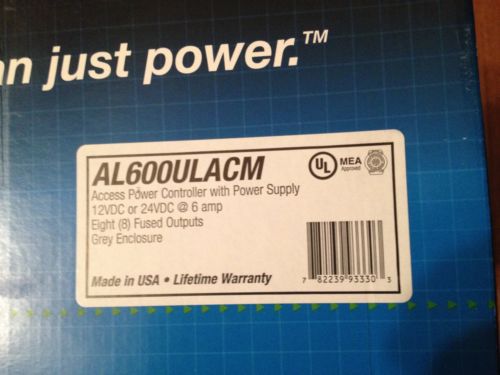 an just power.™
AL600ULACM
Access Power Controller with Power Supply
12VDC or 24VDC @ 6 amp
Eight (8) Fused Outputs
Grey Enclosure
Made in USA • Lifetime Warranty
UL
MEA
Approved
7 82239 93330 3